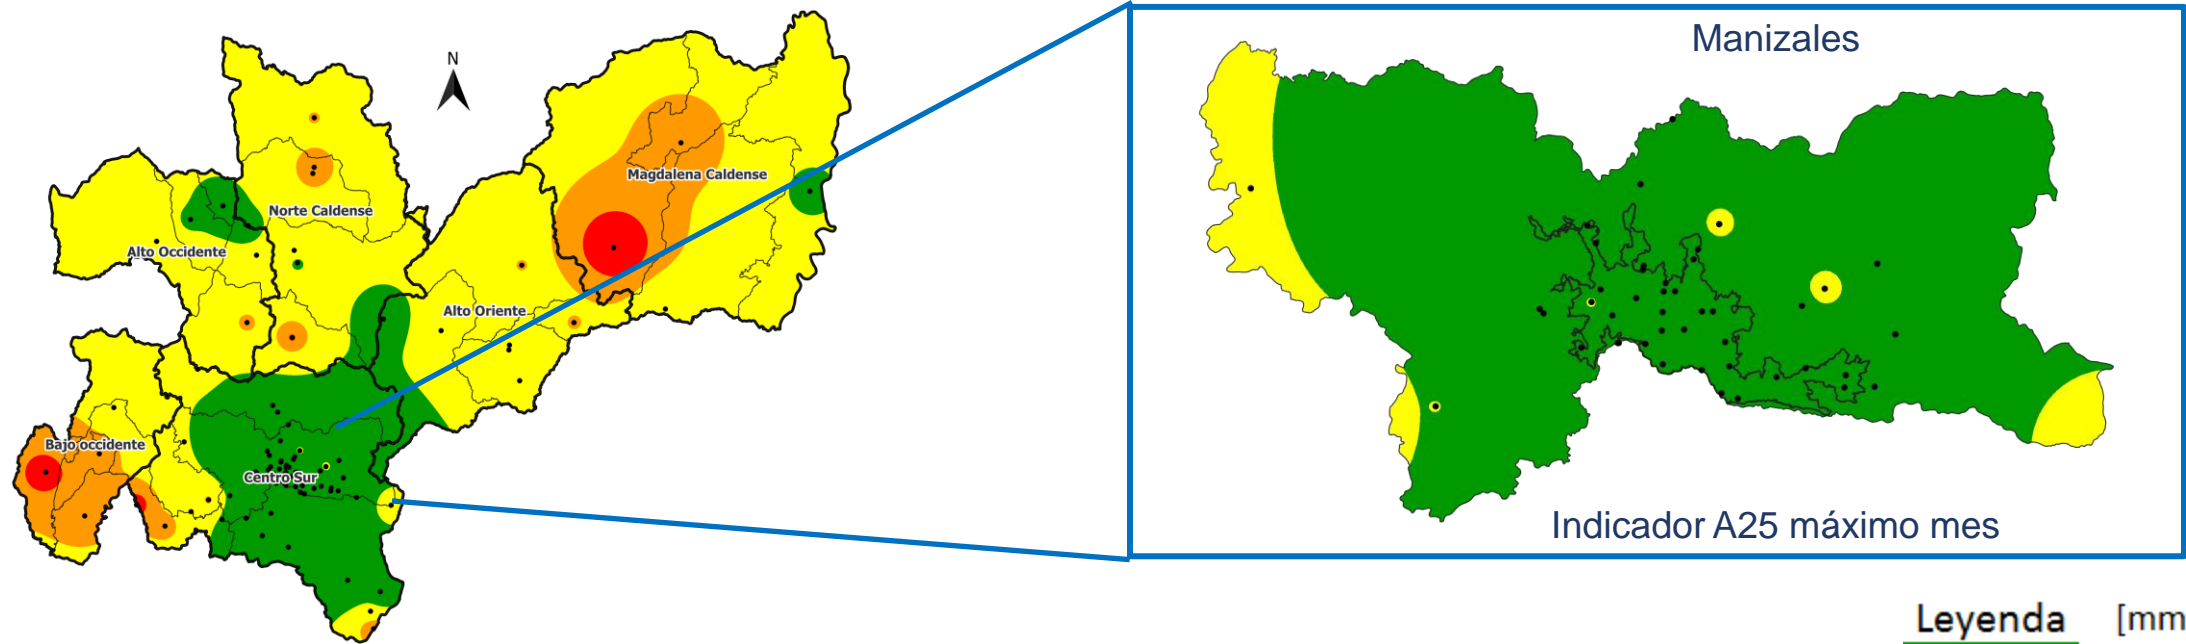 N
Manizales
Magdalena Caldense
Norte Caldense
Alto Occidente
Alto Oriente
Bajo occidente
Centro Sur
Indicador A25 máximo mes
Leyenda [mm